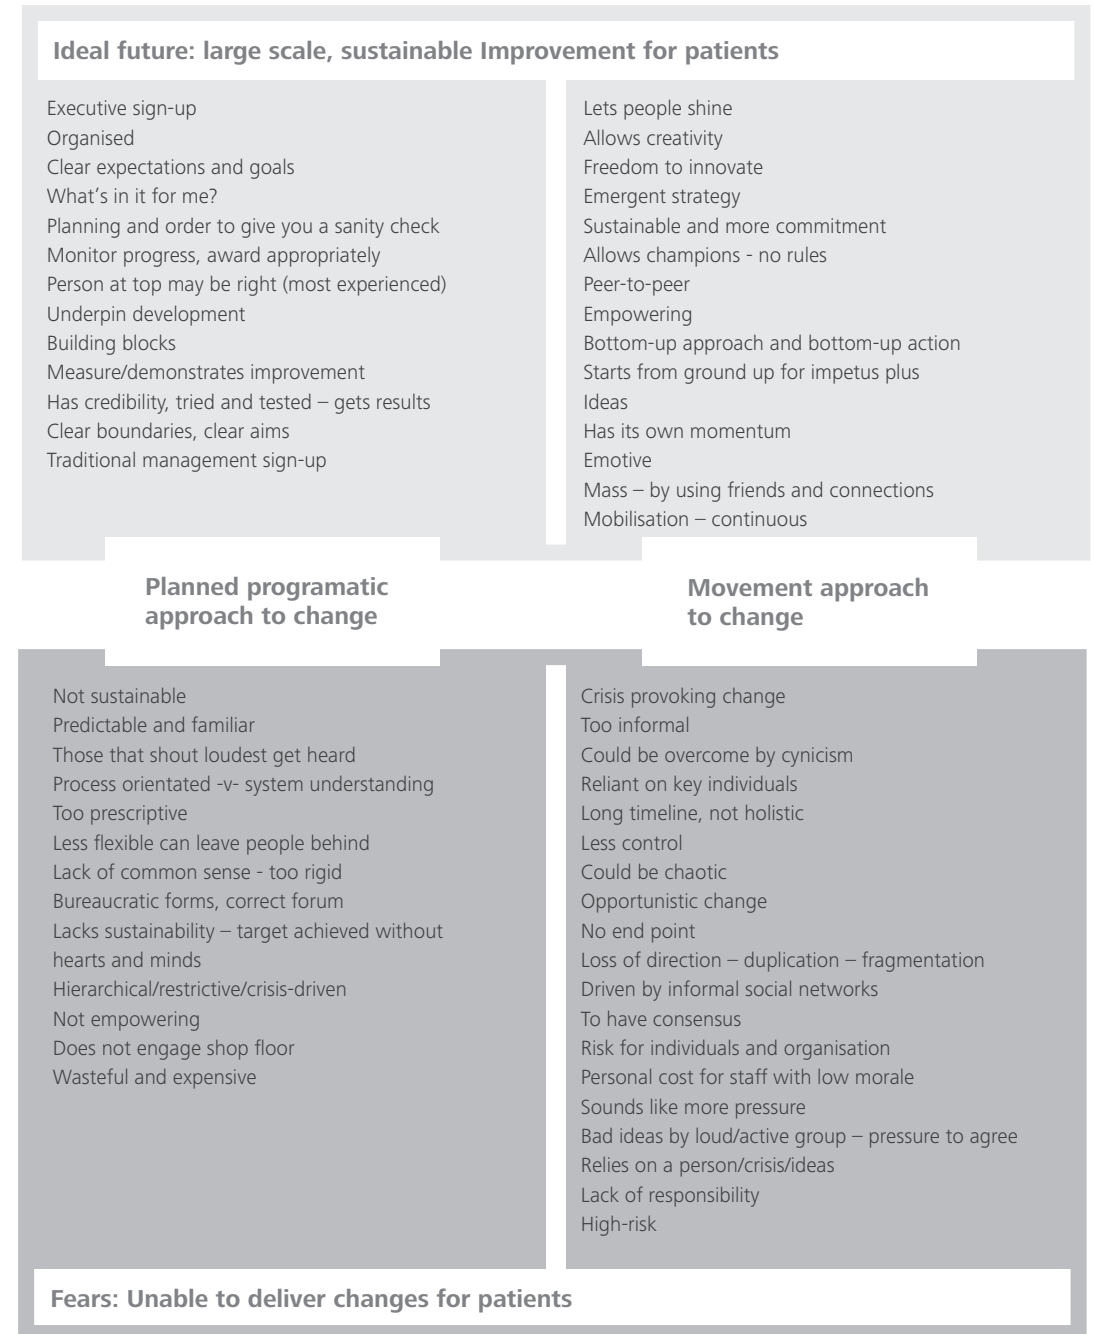 Ideal future: large scale, sustainable Improvement for patients
Executive sign-up
Organised
Clear expectations and goals
What's in it for me?
Planning and order to give you a sanity check
Monitor progress, award appropriately
Person at top may be right (most experienced)
Underpin development
Building blocks
Measure/demonstrates improvement
Has credibility, tried and tested – gets results
Clear boundaries, clear aims
Traditional management sign-up
Lets people shine
Allows creativity
Freedom to innovate
Emergent strategy
Sustainable and more commitment
Allows champions - no rules
Peer-to-peer
Empowering
Bottom-up approach and bottom-up action
Starts from ground up for impetus plus
Ideas
Has its own momentum
Emotive
Mass – by using friends and connections
Mobilisation – continuous
Planned programatic
approach to change
Movement approach
to change
Not sustainable
Predictable and familiar
Those that shout loudest get heard
Process orientated -v- system understanding
Too prescriptive
Less flexible can leave people behind
Lack of common sense - too rigid
Bureaucratic forms, correct forum
Lacks sustainability – target achieved without
hearts and minds
Hierarchical/restrictive/crisis-driven
Not empowering
Does not engage shop floor
Wasteful and expensive
Crisis provoking change
Too informal
Could be overcome by cynicism
Reliant on key individuals
Long timeline, not holistic
Less control
Could be chaotic
Opportunistic change
No end point
Loss of direction – duplication – fragmentation
Driven by informal social networks
To have consensus
Risk for individuals and organisation
Personal cost for staff with low morale
Sounds like more pressure
Bad ideas by loud/active group – pressure to agree
Relies on a person/crisis/ideas
Lack of responsibility
High-risk
Fears: Unable to deliver changes for patients